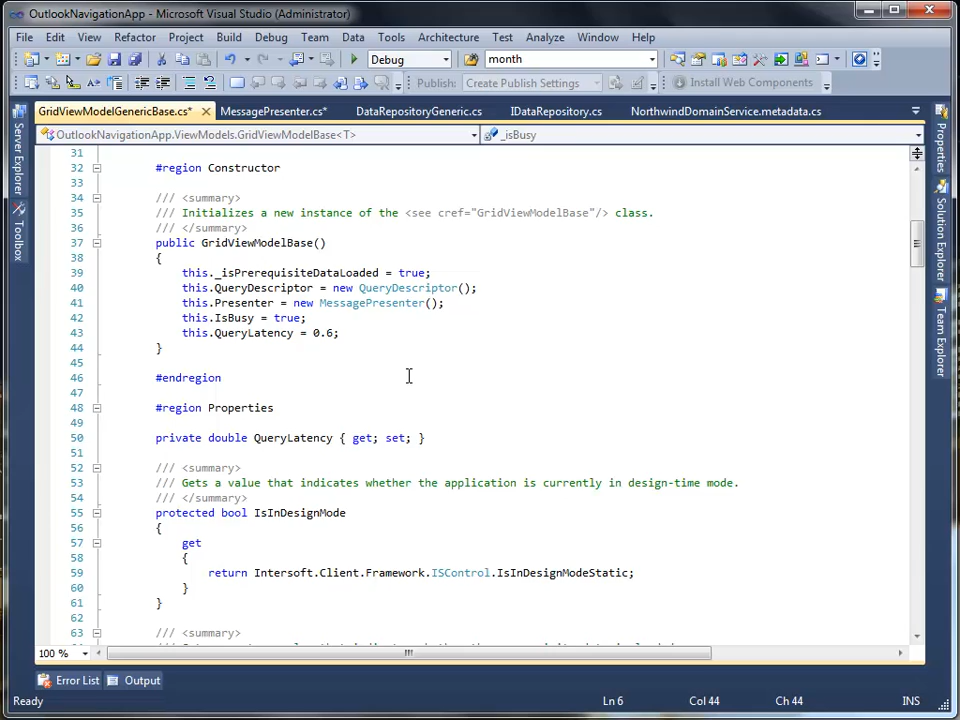 OutlookNavigationApp - Microsoft Visual Studio (Administrator)
File Edit View Refactor Project Build Debug Team Data Tools Architecture Test Analyze Window Help
Debug month
Publish: Create Publish Settings Install Web Components
GridViewModelGenericBase.cs* MessagePresenter.cs* DataRepositoryGeneric.cs IDataRepository.cs NorthwindDomainService.metadata.cs
OutlookNavigationApp.ViewModels.GridViewModelBase<T> _isBusy
Server Explorer
Toolbox
Properties
Solution Explorer
Team Explorer
31
32 #region Constructor
33
34 /// <summary>
35 /// Initializes a new instance of the <see cref="GridViewModelBase"/> class.
36 /// </summary>
37 public GridViewModelBase()
38 {
39 this._isPrerequisiteDataLoaded = true;
40 this.QueryDescriptor = new QueryDescriptor();
41 this.Presenter = new MessagePresenter();
42 this.IsBusy = true;
43 this.QueryLatency = 0.6;
44 }
45
46 #endregion
47
48 #region Properties
49
50 private double QueryLatency { get; set; }
51
52 /// <summary>
53 /// Gets a value that indicates whether the application is currently in design-time mode.
54 /// </summary>
55 protected bool IsInDesignMode
56 {
57 get
58 {
59 return Intersoft.Client.Framework.ISControl.IsInDesignModeStatic;
60 }
61 }
62
63 /// <summary>
100 %
Error List Output
Ready Ln 6 Col 44 Ch 44 INS